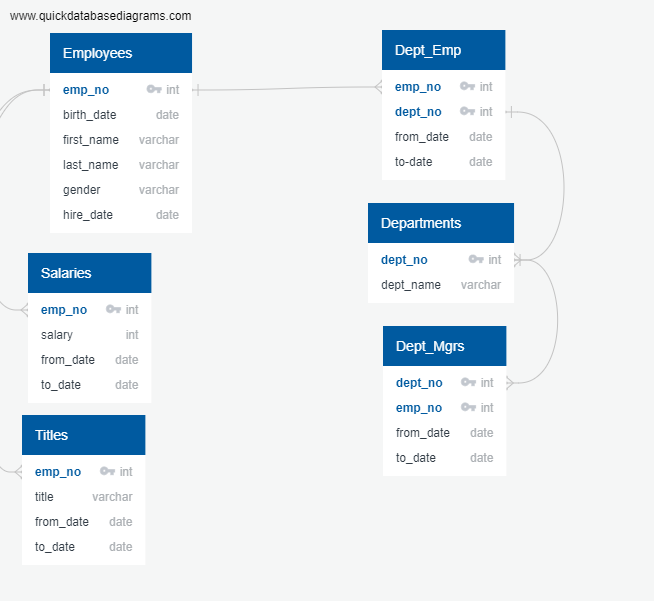 www.quickdatabasediagrams.com
Employees
emp_no int
birth_date date
first_name varchar
last_name varchar
gender varchar
hire_date date
Dept_Emp
emp_no int
dept_no int
from_date date
to-date date
Departments
dept_no int
dept_name varchar
Salaries
emp_no int
salary int
from_date date
to_date date
Dept_Mgrs
dept_no int
emp_no int
from_date date
to_date date
Titles
emp_no int
title varchar
from_date date
to_date date